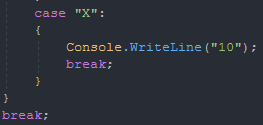 case "X":
{
Console.WriteLine("10");
break;
}
}
break;